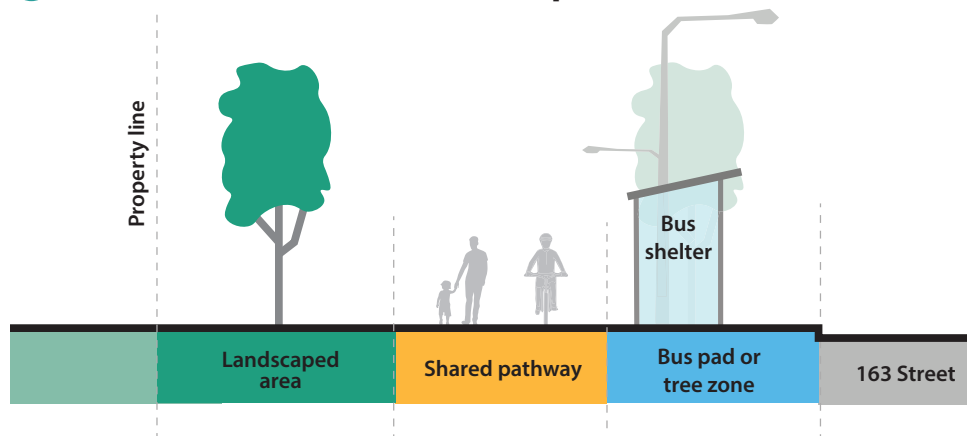 Property line
Bus
shelter
Landscaped
area
Shared pathway
Bus pad or
tree zone
163 Street